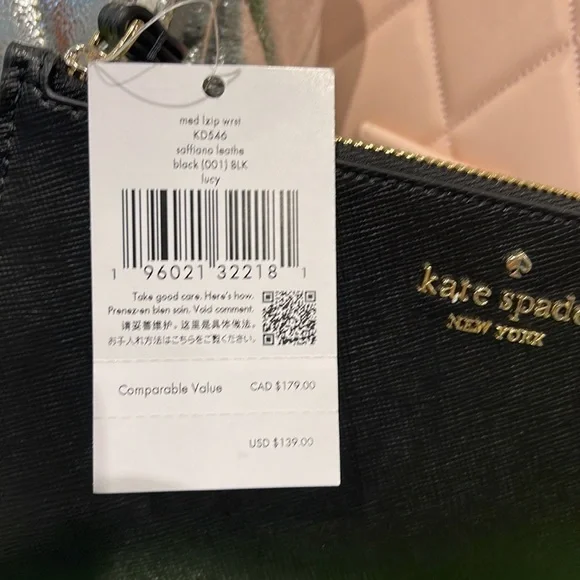 med lzip wrst
KD546
saffiano leathe
black (001) BLK
lucy
1 96021 32218 1
Take good care. Here's how.
Prenez-en bien soin. Void comment.
请妥善维护。这里是具体做法。
お手入れ方法はこちらをご覧ください。
Comparable Value CAD $179.00
USD $139.00
kate spade
NEW YORK